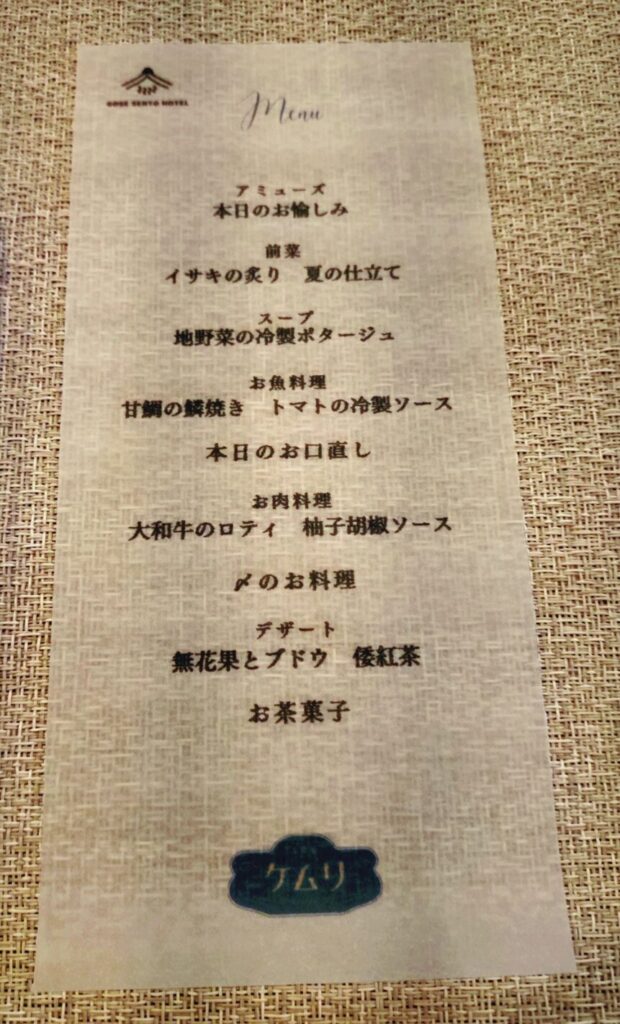 GOSE SENTO HOTEL
Menu
アミューズ
本日のお愉しみ
前菜
イサキの炙り　夏の仕立て
スープ
地野菜の冷製ポタージュ
お魚料理
甘鯛の鱗焼き　トマトの冷製ソース
本日のお口直し
お肉料理
大和牛のロティ　柚子胡椒ソース
〆のお料理
デザート
無花果とブドウ　倭紅茶
お茶菓子
ケムリ